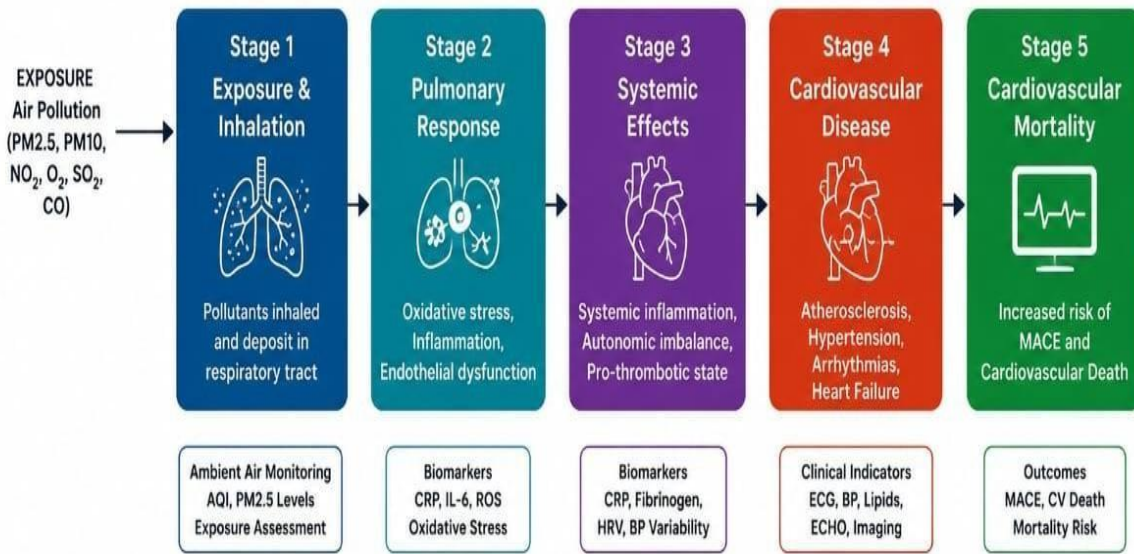 EXPOSURE
Air Pollution
(PM2.5, PM10,
NO₂, O₂, SO₂,
CO)
Stage 1
Exposure &
Inhalation
Pollutants inhaled
and deposit in
respiratory tract
Ambient Air Monitoring
AQI, PM2.5 Levels
Exposure Assessment
Stage 2
Pulmonary
Response
Oxidative stress,
Inflammation,
Endothelial dysfunction
Biomarkers
CRP, IL-6, ROS
Oxidative Stress
Stage 3
Systemic
Effects
Systemic inflammation,
Autonomic imbalance,
Pro-thrombotic state
Biomarkers
CRP, Fibrinogen,
HRV, BP Variability
Stage 4
Cardiovascular
Disease
Atherosclerosis,
Hypertension,
Arrhythmias,
Heart Failure
Clinical Indicators
ECG, BP, Lipids,
ECHO, Imaging
Stage 5
Cardiovascular
Mortality
Increased risk of
MACE and
Cardiovascular Death
Outcomes
MACE, CV Death
Mortality Risk